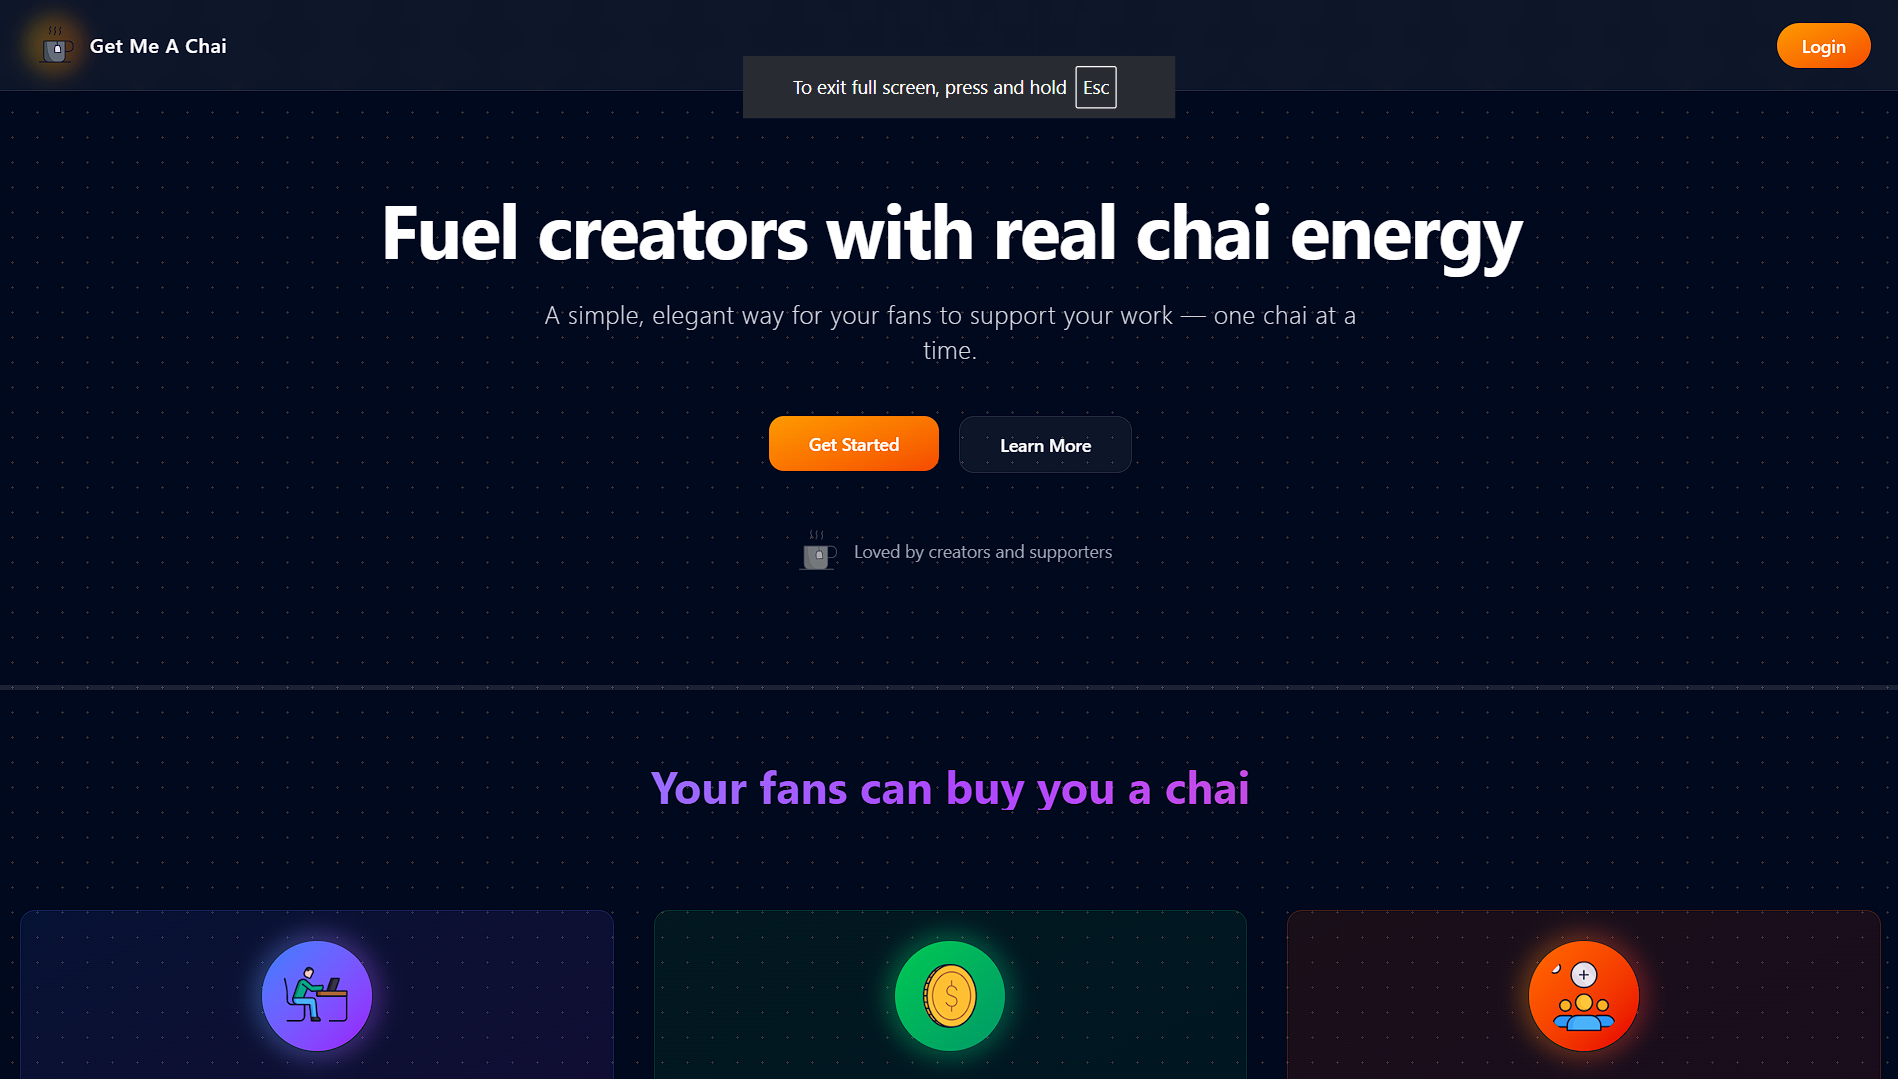 Get Me A Chai
Login
To exit full screen, press and hold Esc
Fuel creators with real chai energy
A simple, elegant way for your fans to support your work — one chai at a
time.
Get Started
Learn More
Loved by creators and supporters
Your fans can buy you a chai
$